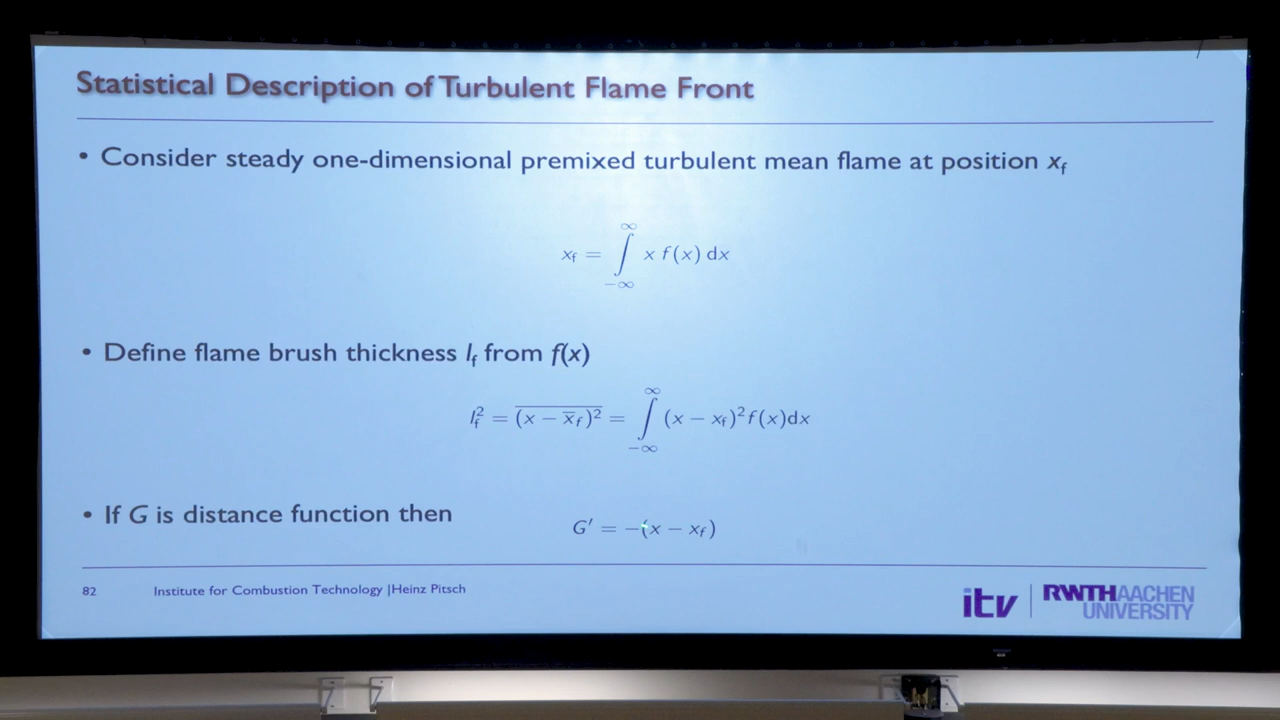 Statistical Description of Turbulent Flame Front
• Consider steady one-dimensional premixed turbulent mean flame at position x_f
x_f = ∫_{-∞}^{∞} x f(x) dx
• Define flame brush thickness l_f from f(x)
l_f^2 = \overline{(x − \overline{x}_f)^2} = ∫_{-∞}^{∞} (x − x_f)^2 f(x)dx
• If G is distance function then
G′ = −(x − x_f)
82 Institute for Combustion Technology |Heinz Pitsch
itv | RWTHAACHEN
UNIVERSITY